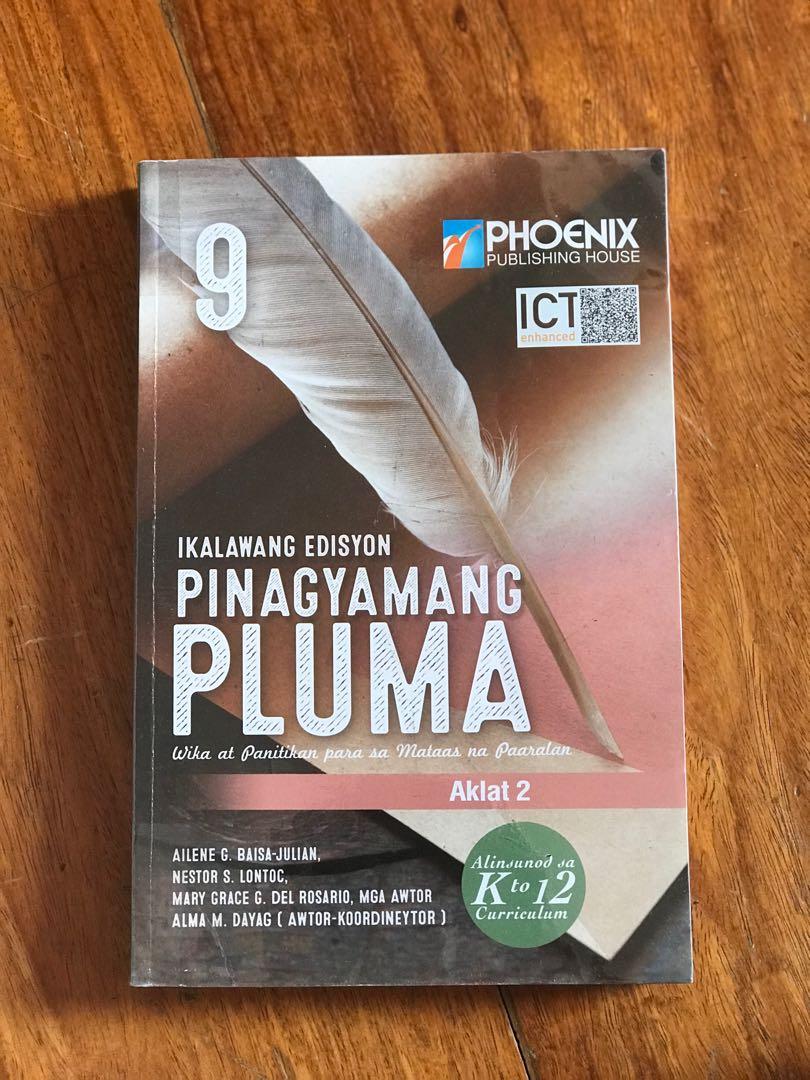 9
PHOENIX
PUBLISHING HOUSE
ICT
enhanced
IKALAWANG EDISYON
PINAGYAMANG
PLUMA
Wika at Panitikan para sa Mataas na Paaralan
Aklat 2
AILENE G. BAISA-JULIAN,
NESTOR S. LONTOC,
MARY GRACE G. DEL ROSARIO, MGA AWTOR
ALMA M. DAYAG ( AWTOR-KOORDINEYTOR )
Alinsunod sa
K to 12
Curriculum